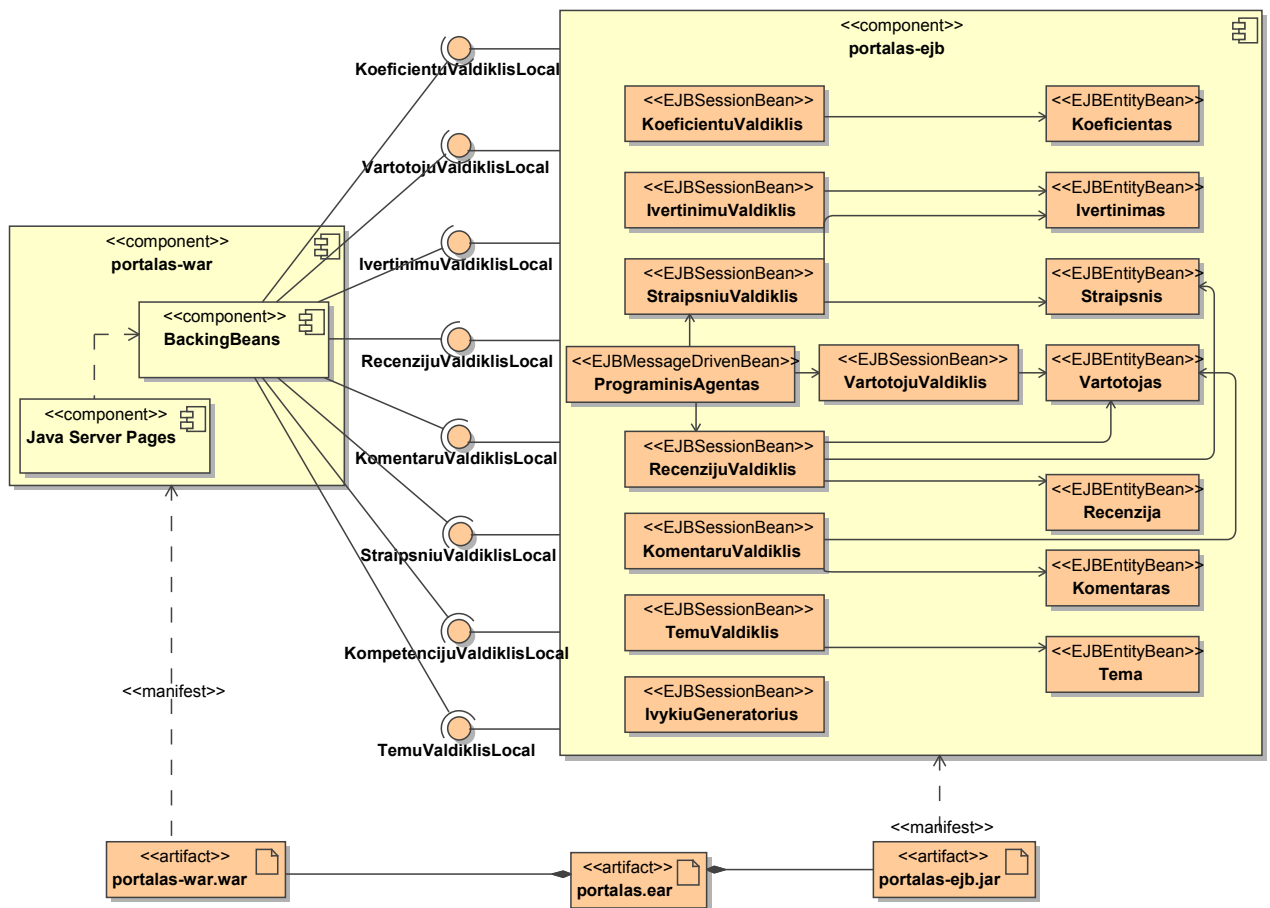 <<component>>
portalas-ejb
KoeficientuValdiklisLocal
VartotojuValdiklisLocal
IvertinimuValdiklisLocal
RecenzijuValdiklisLocal
KomentaruValdiklisLocal
StraipsniuValdiklisLocal
KompetencijuValdiklisLocal
TemuValdiklisLocal
<<component>>
portalas-war
<<component>>
BackingBeans
<<component>>
Java Server Pages
<<EJBSessionBean>>
KoeficientuValdiklis
<<EJBEntityBean>>
Koeficientas
<<EJBSessionBean>>
IvertinimuValdiklis
<<EJBEntityBean>>
Ivertinimas
<<EJBSessionBean>>
StraipsniuValdiklis
<<EJBEntityBean>>
Straipsnis
<<EJBMessageDrivenBean>>
PrograminisAgentas
<<EJBSessionBean>>
VartotojuValdiklis
<<EJBEntityBean>>
Vartotojas
<<EJBSessionBean>>
RecenzijuValdiklis
<<EJBEntityBean>>
Recenzija
<<EJBSessionBean>>
KomentaruValdiklis
<<EJBEntityBean>>
Komentaras
<<EJBSessionBean>>
TemuValdiklis
<<EJBEntityBean>>
Tema
<<EJBSessionBean>>
IvykiuGeneratorius
<<manifest>>
<<manifest>>
<<artifact>>
portalas-war.war
<<artifact>>
portalas.ear
<<artifact>>
portalas-ejb.jar